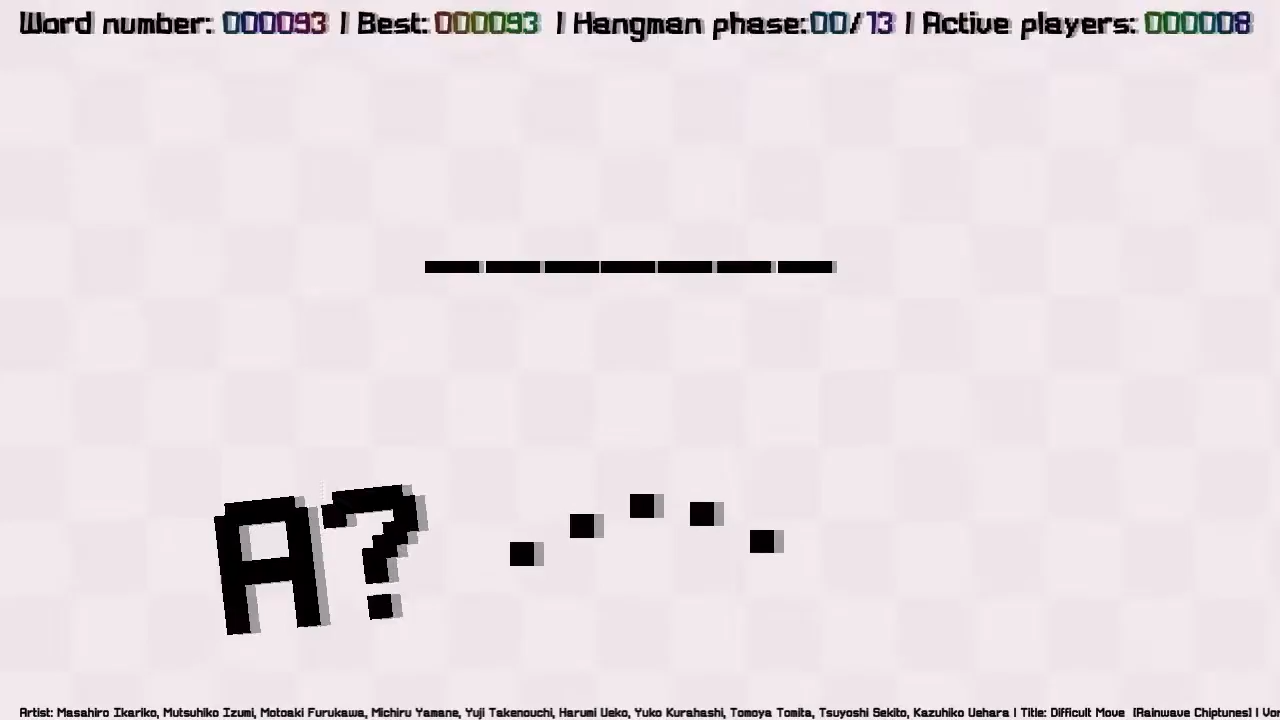 Word number: 000093 | Best: 000093 | Hangman phase:00/13 | Active players: 000008
_ _ _ _ _ _ _
A? .....
Artist: Masahiro Ikariko, Mutsuhiko Izumi, Motoaki Furukawa, Michiru Yamane, Yuji Takenouchi, Harumi Ueko, Yuko Kurahashi, Tomoya Tomita, Tsuyoshi Sekito, Kazuhiko Uehara | Title: Difficult Move [Rainwave Chiptunes] | Vo